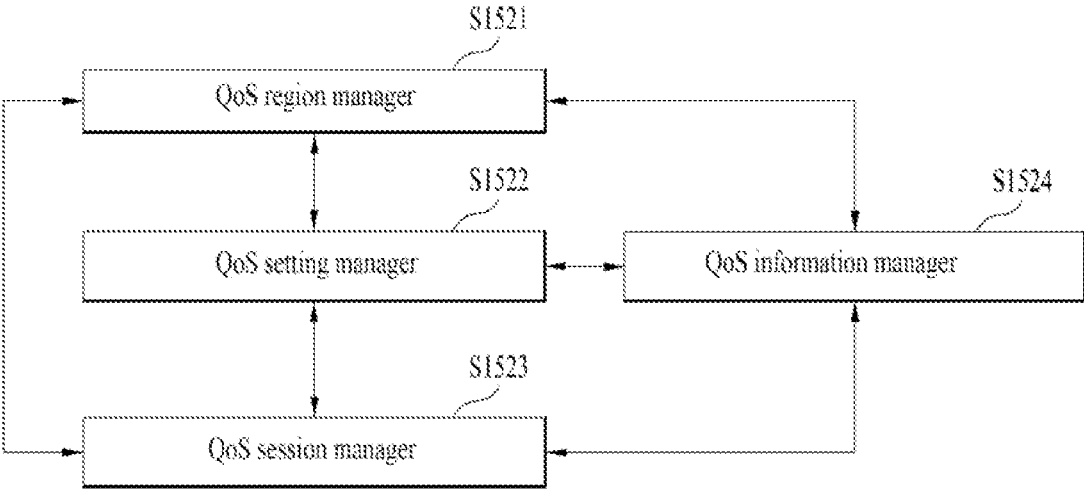 S1521
QoS region manager
S1522
QoS setting manager
S1524
QoS information manager
S1523
QoS session manager